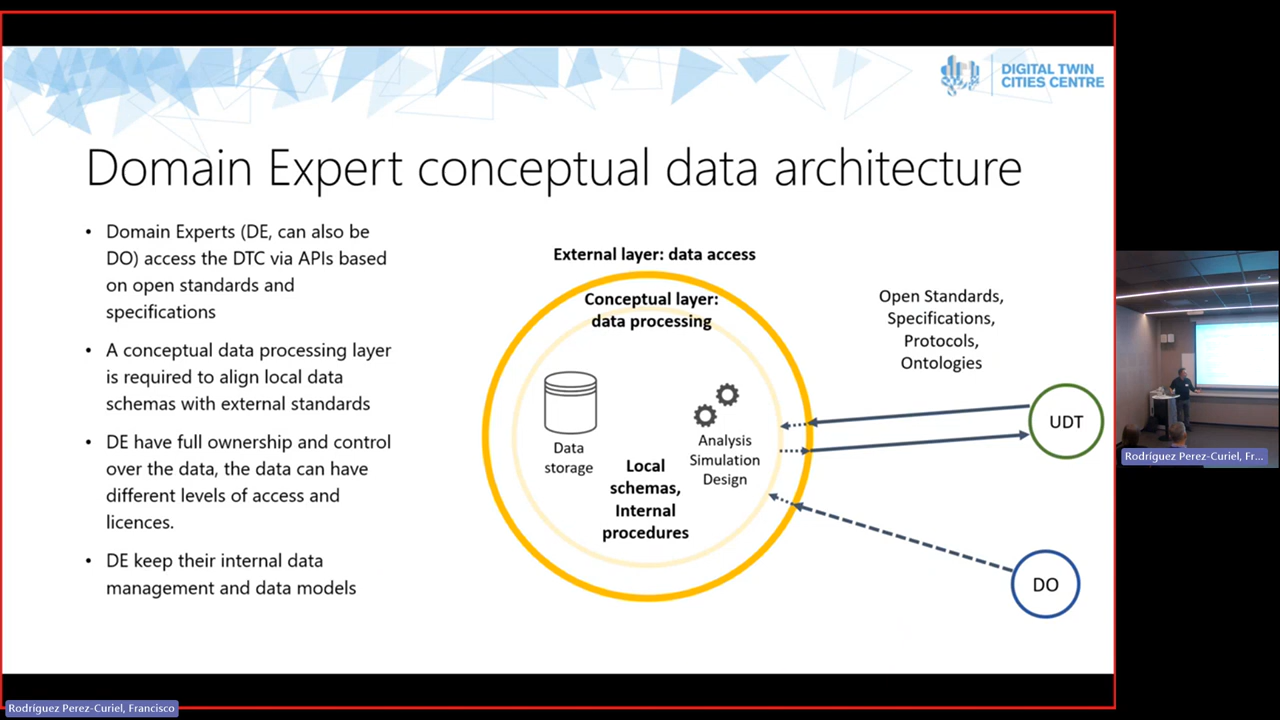 DIGITAL TWIN
CITIES CENTRE
Domain Expert conceptual data architecture
• Domain Experts (DE, can also be
DO) access the DTC via APIs based
on open standards and
specifications
• A conceptual data processing layer
is required to align local data
schemas with external standards
• DE have full ownership and control
over the data, the data can have
different levels of access and
licences.
• DE keep their internal data
management and data models
External layer: data access
Conceptual layer:
data processing
Data
storage
Analysis
Simulation
Design
Local
schemas,
Internal
procedures
Open Standards,
Specifications,
Protocols,
Ontologies
UDT
DO
Rodríguez Perez-Curiel, Fr...
Rodríguez Perez-Curiel, Francisco